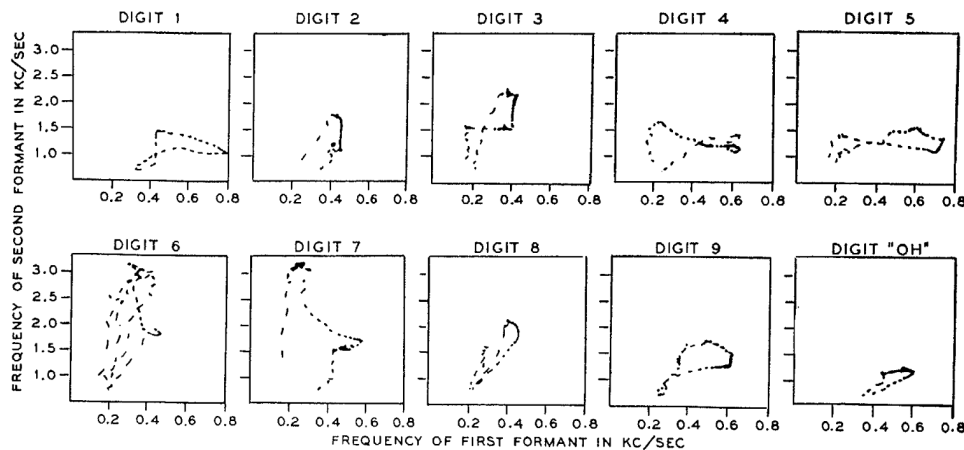 DIGIT 1 DIGIT 2 DIGIT 3 DIGIT 4 DIGIT 5
FREQUENCY OF SECOND FORMANT IN KC/SEC
3.0
2.5
2.0
1.5
1.0
0.2 0.4 0.6 0.8 0.2 0.4 0.6 0.8 0.2 0.4 0.6 0.8 0.2 0.4 0.6 0.8 0.2 0.4 0.6 0.8
DIGIT 6 DIGIT 7 DIGIT 8 DIGIT 9 DIGIT "OH"
3.0
2.5
2.0
1.5
1.0
0.2 0.4 0.6 0.8 0.2 0.4 0.6 0.8 0.2 0.4 0.6 0.8 0.2 0.4 0.6 0.8 0.2 0.4 0.6 0.8
FREQUENCY OF FIRST FORMANT IN KC/SEC